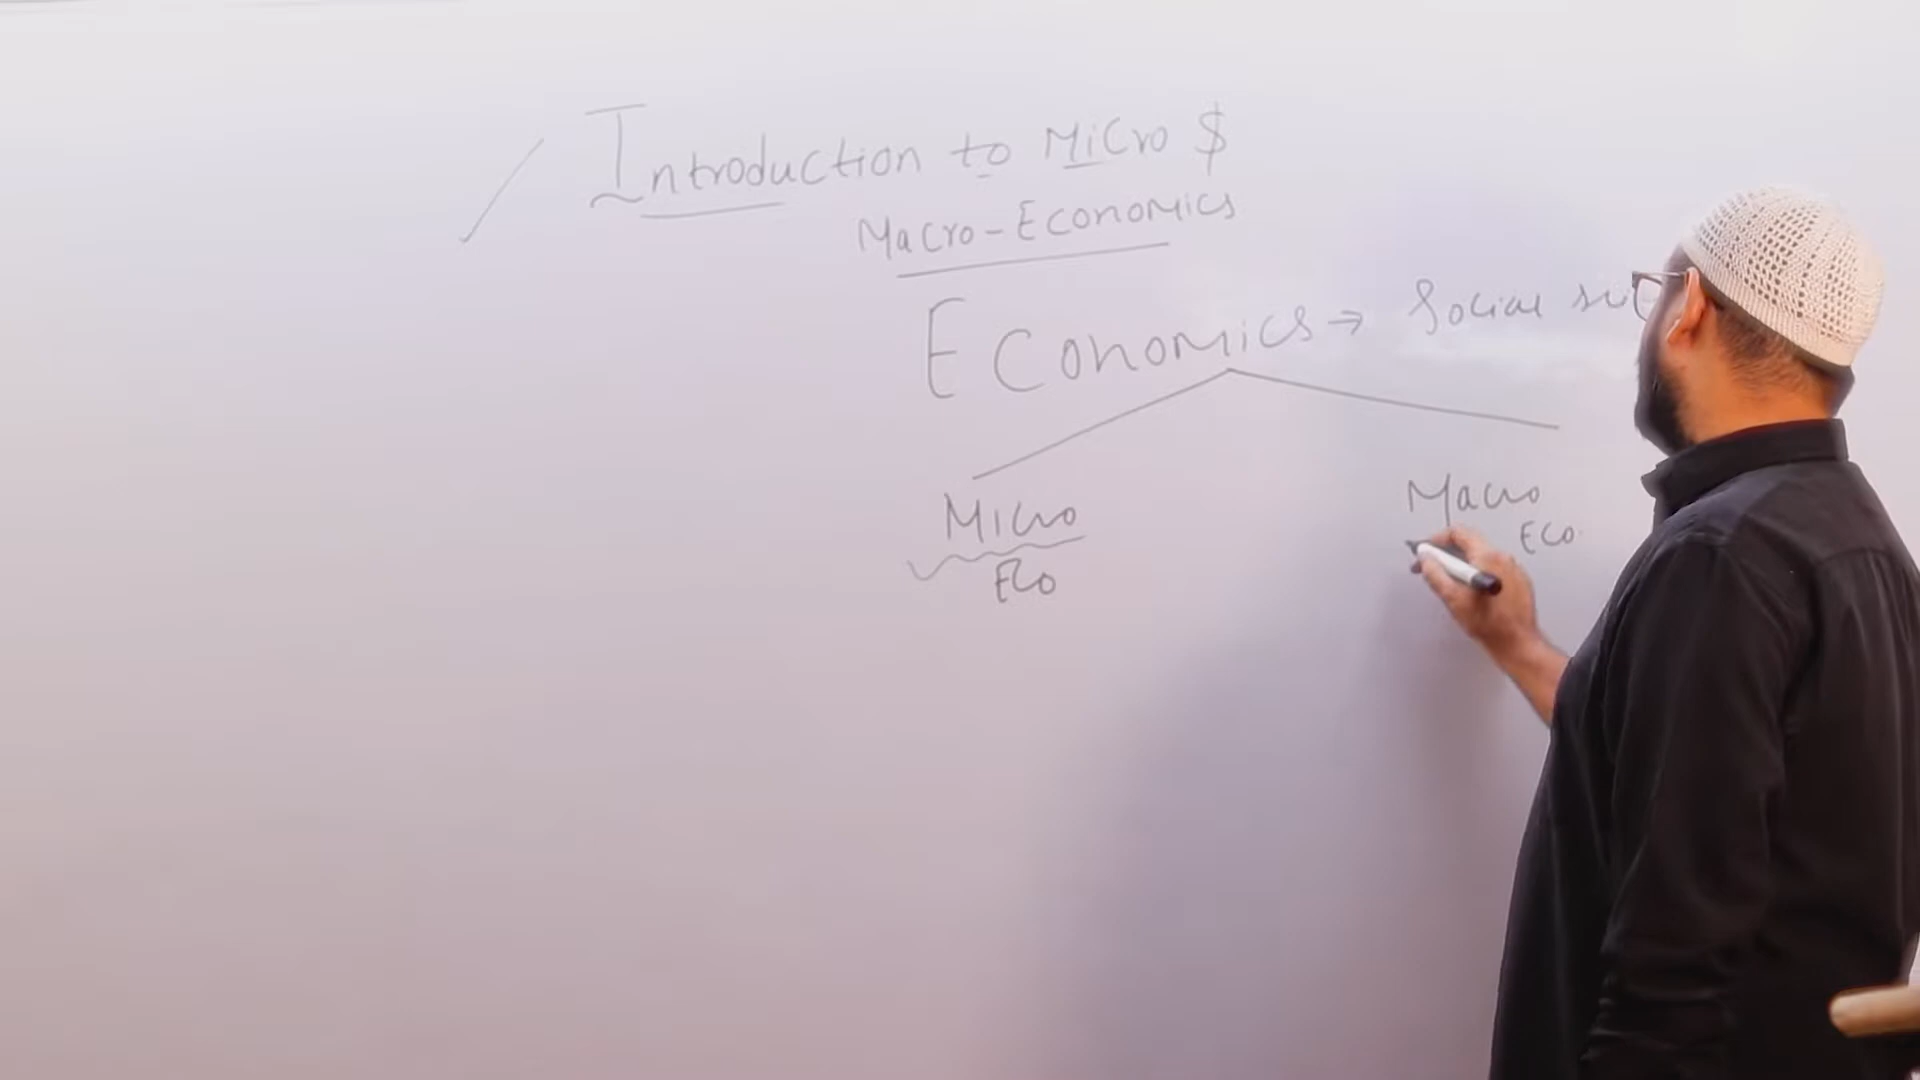 Introduction to Micro $
Macro-Economics
Economics → Social
Micro
Eco
Macro
Eco.